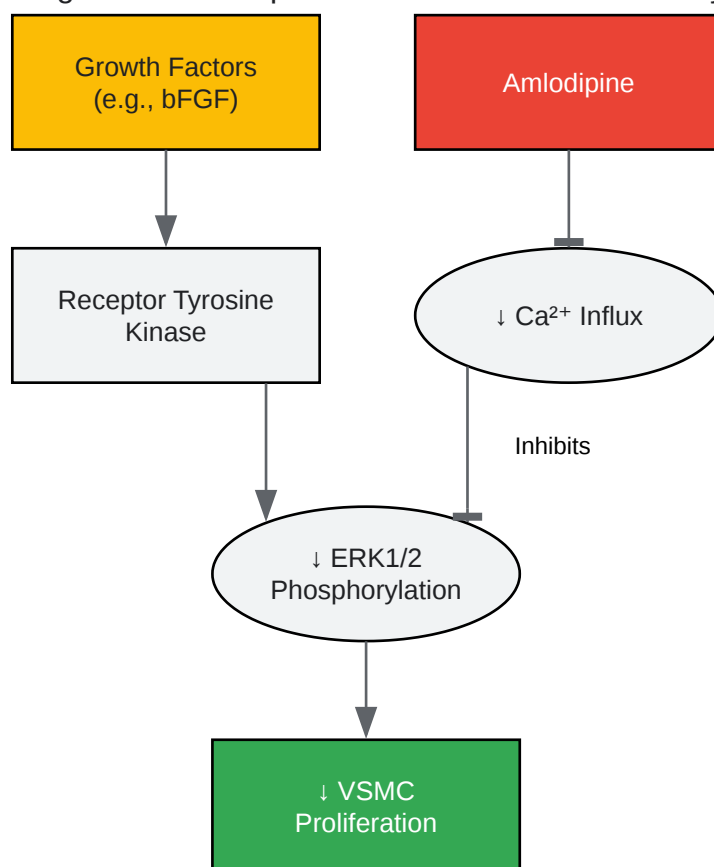 Growth Factors
(e.g., bFGF)
Amlodipine
Receptor Tyrosine
Kinase
↓ Ca²⁺ Influx
Inhibits
↓ ERK1/2
Phosphorylation
↓ VSMC
Proliferation